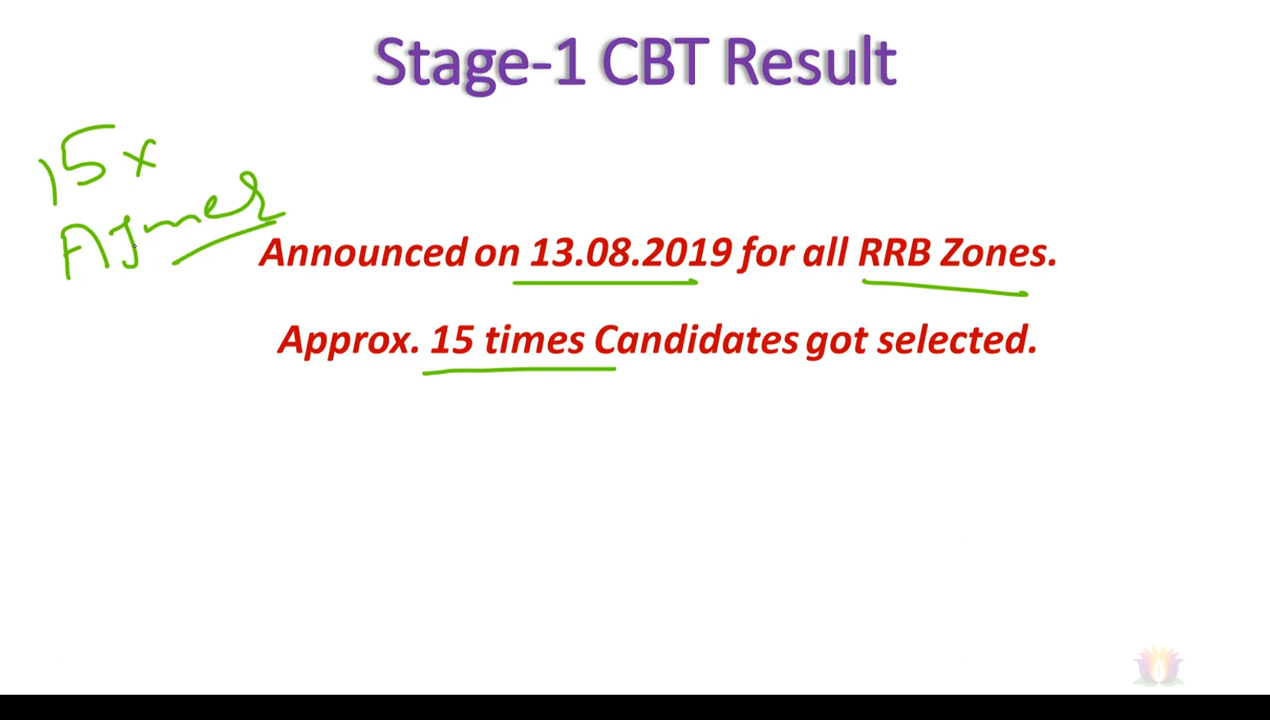 Stage-1 CBT Result
15x
AJmer
Announced on 13.08.2019 for all RRB Zones.
Approx. 15 times Candidates got selected.